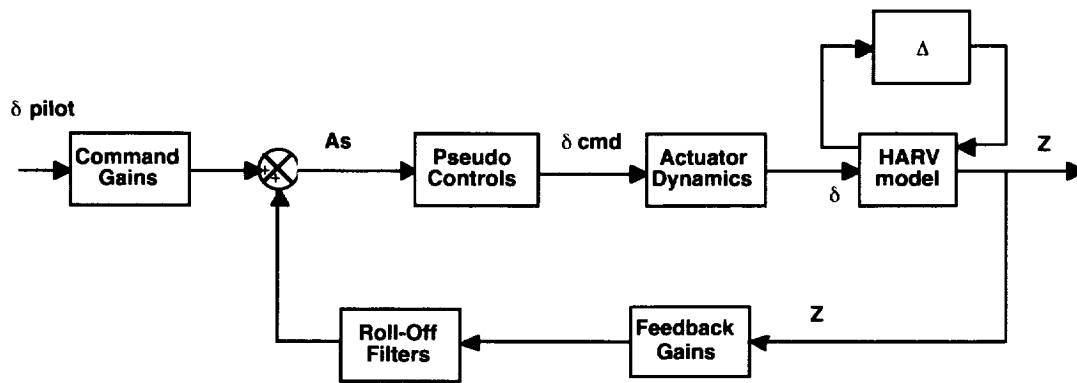 Δ
δ pilot
Command
Gains
+
+
As
Pseudo
Controls
δ cmd
Actuator
Dynamics
δ
HARV
model
Z
Roll-Off
Filters
Feedback
Gains
Z